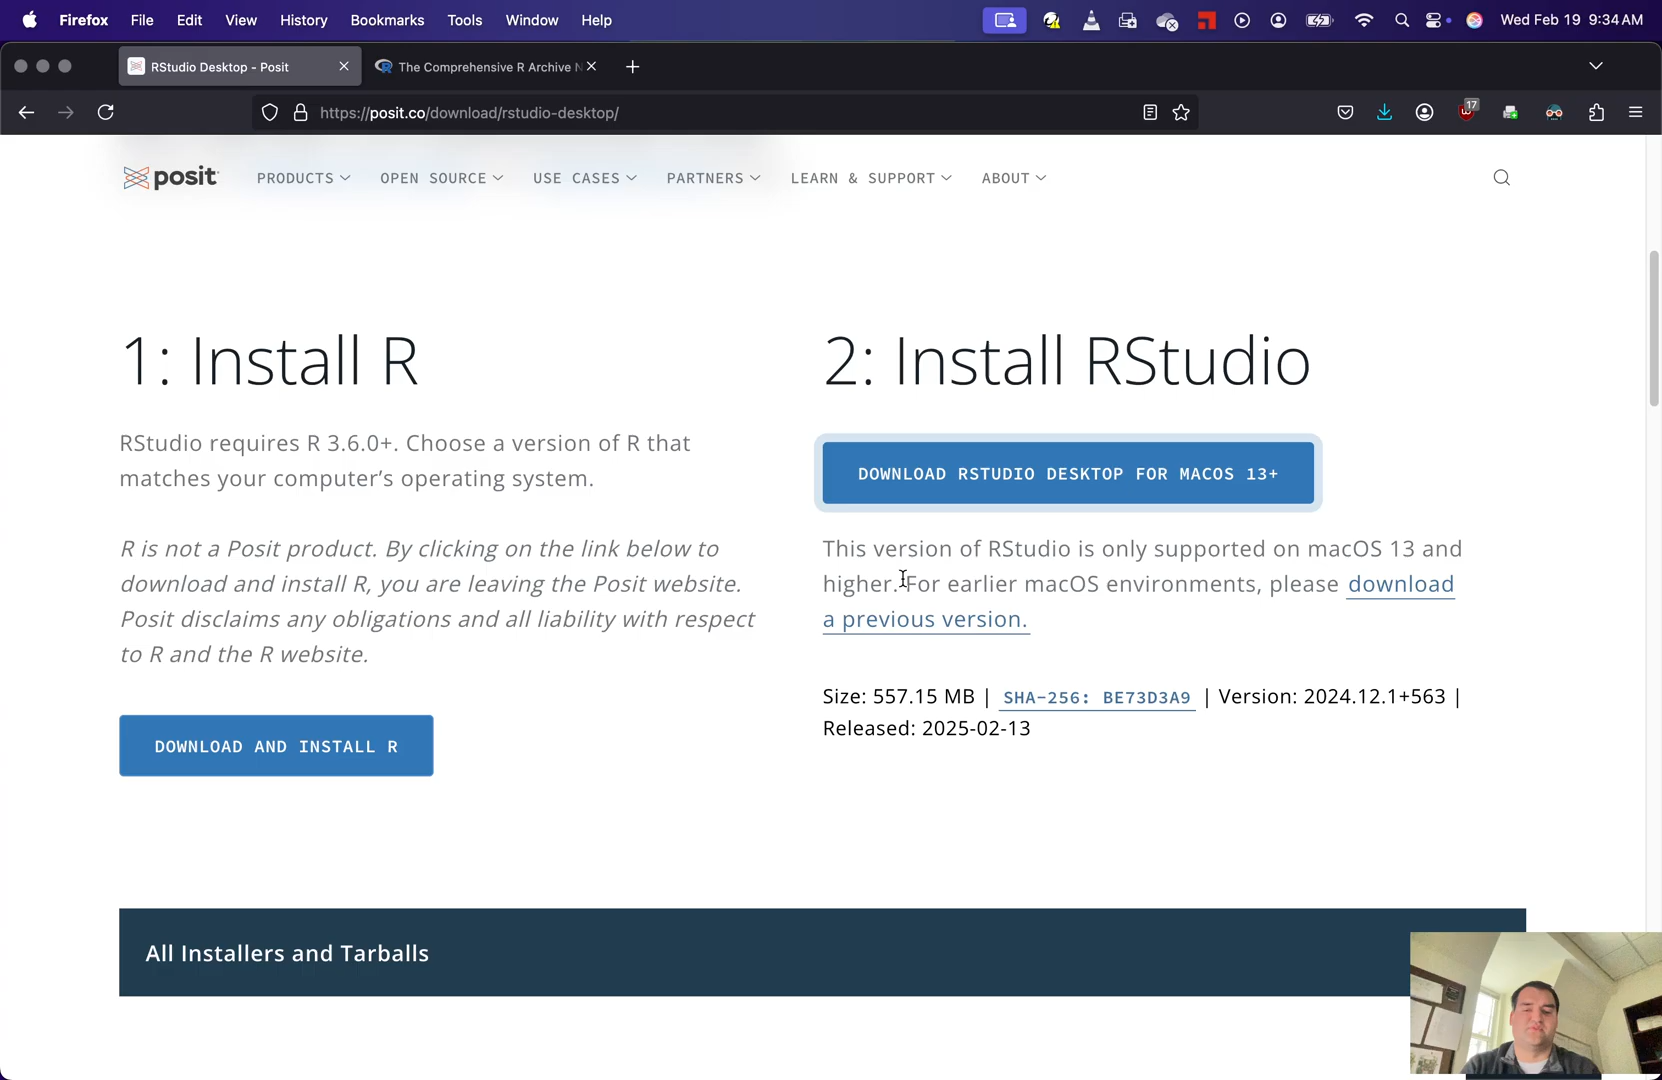 Firefox File Edit View History Bookmarks Tools Window Help Wed Feb 19 9:34 AM
RStudio Desktop - Posit The Comprehensive R Archive N
https://posit.co/download/rstudio-desktop/ 17
posit PRODUCTS OPEN SOURCE USE CASES PARTNERS LEARN & SUPPORT ABOUT
1: Install R
RStudio requires R 3.6.0+. Choose a version of R that
matches your computer’s operating system.
R is not a Posit product. By clicking on the link below to
download and install R, you are leaving the Posit website.
Posit disclaims any obligations and all liability with respect
to R and the R website.
DOWNLOAD AND INSTALL R
2: Install RStudio
DOWNLOAD RSTUDIO DESKTOP FOR MACOS 13+
This version of RStudio is only supported on macOS 13 and
higher. For earlier macOS environments, please download
a previous version.
Size: 557.15 MB | SHA-256: BE73D3A9 | Version: 2024.12.1+563 |
Released: 2025-02-13
All Installers and Tarballs